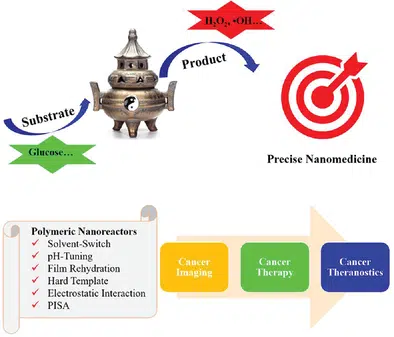 H₂O₂, •OH…
Product
Substrate
Glucose…
Precise Nanomedicine
Polymeric Nanoreactors
✓ Solvent-Switch
✓ pH-Tuning
✓ Film Rehydration
✓ Hard Template
✓ Electrostatic Interaction
✓ PISA
Cancer
Imaging
Cancer
Therapy
Cancer
Theranostics